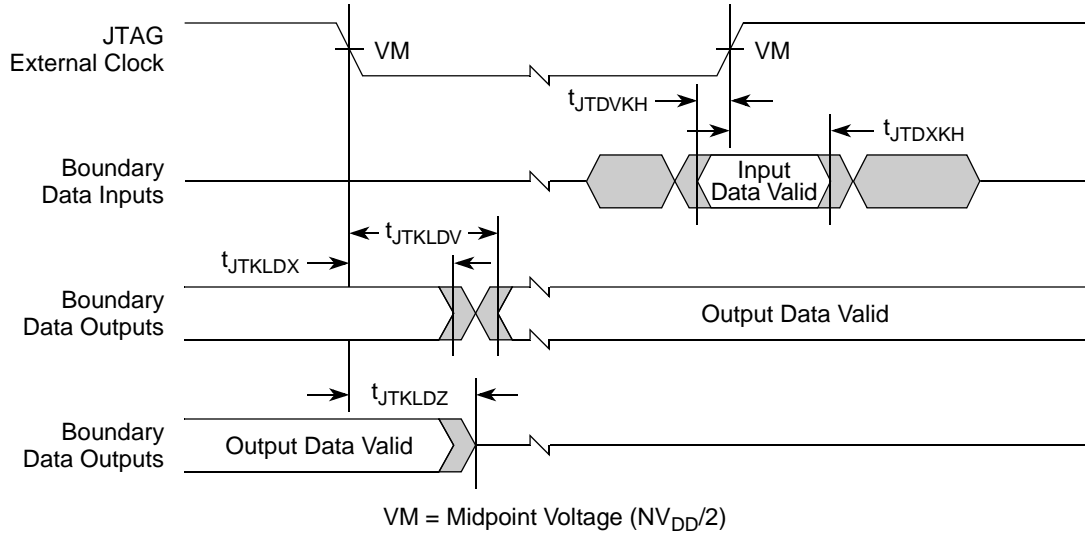 JTAG
External Clock
VM
VM
tJTDVKH
tJTDXKH
Boundary
Data Inputs
Input
Data Valid
tJTKLDV
tJTKLDX
Boundary
Data Outputs
Output Data Valid
tJTKLDZ
Boundary
Data Outputs
Output Data Valid
VM = Midpoint Voltage (NVDD/2)